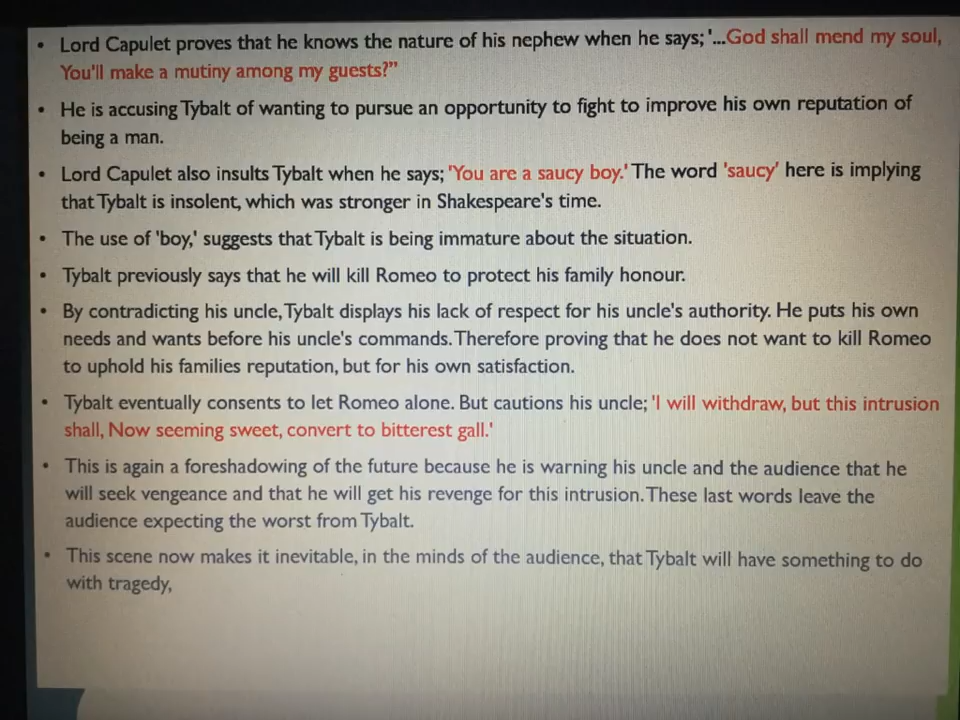 • Lord Capulet proves that he knows the nature of his nephew when he says; '...God shall mend my soul,
You'll make a mutiny among my guests?”
• He is accusing Tybalt of wanting to pursue an opportunity to fight to improve his own reputation of
being a man.
• Lord Capulet also insults Tybalt when he says; 'You are a saucy boy.' The word 'saucy' here is implying
that Tybalt is insolent, which was stronger in Shakespeare's time.
• The use of 'boy,' suggests that Tybalt is being immature about the situation.
• Tybalt previously says that he will kill Romeo to protect his family honour.
• By contradicting his uncle, Tybalt displays his lack of respect for his uncle's authority. He puts his own
needs and wants before his uncle's commands. Therefore proving that he does not want to kill Romeo
to uphold his families reputation, but for his own satisfaction.
• Tybalt eventually consents to let Romeo alone. But cautions his uncle; 'I will withdraw, but this intrusion
shall, Now seeming sweet, convert to bitterest gall.'
• This is again a foreshadowing of the future because he is warning his uncle and the audience that he
will seek vengeance and that he will get his revenge for this intrusion. These last words leave the
audience expecting the worst from Tybalt.
• This scene now makes it inevitable, in the minds of the audience, that Tybalt will have something to do
with tragedy,